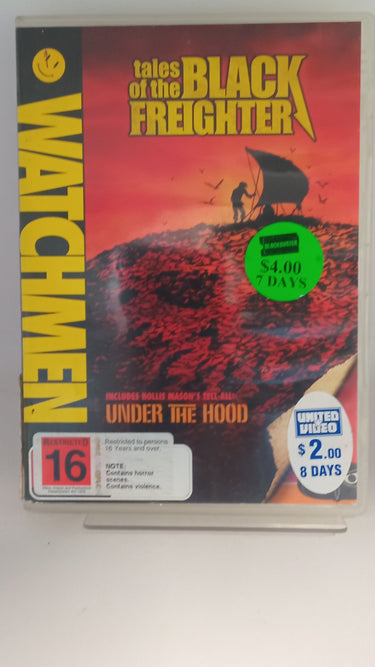 WATCHMEN
tales
of the BLACK
FREIGHTER
BLOCKBUSTER
$4.00
7 DAYS
INCLUDES HOLLIS MASON'S TELL-ALL:
UNDER THE HOOD
UNITED
VIDEO
$2.00
8 DAYS
RESTRICTED
16
Restricted to persons
16 Years and over.
NOTE:
Contains horror
scenes.
Contains violence.